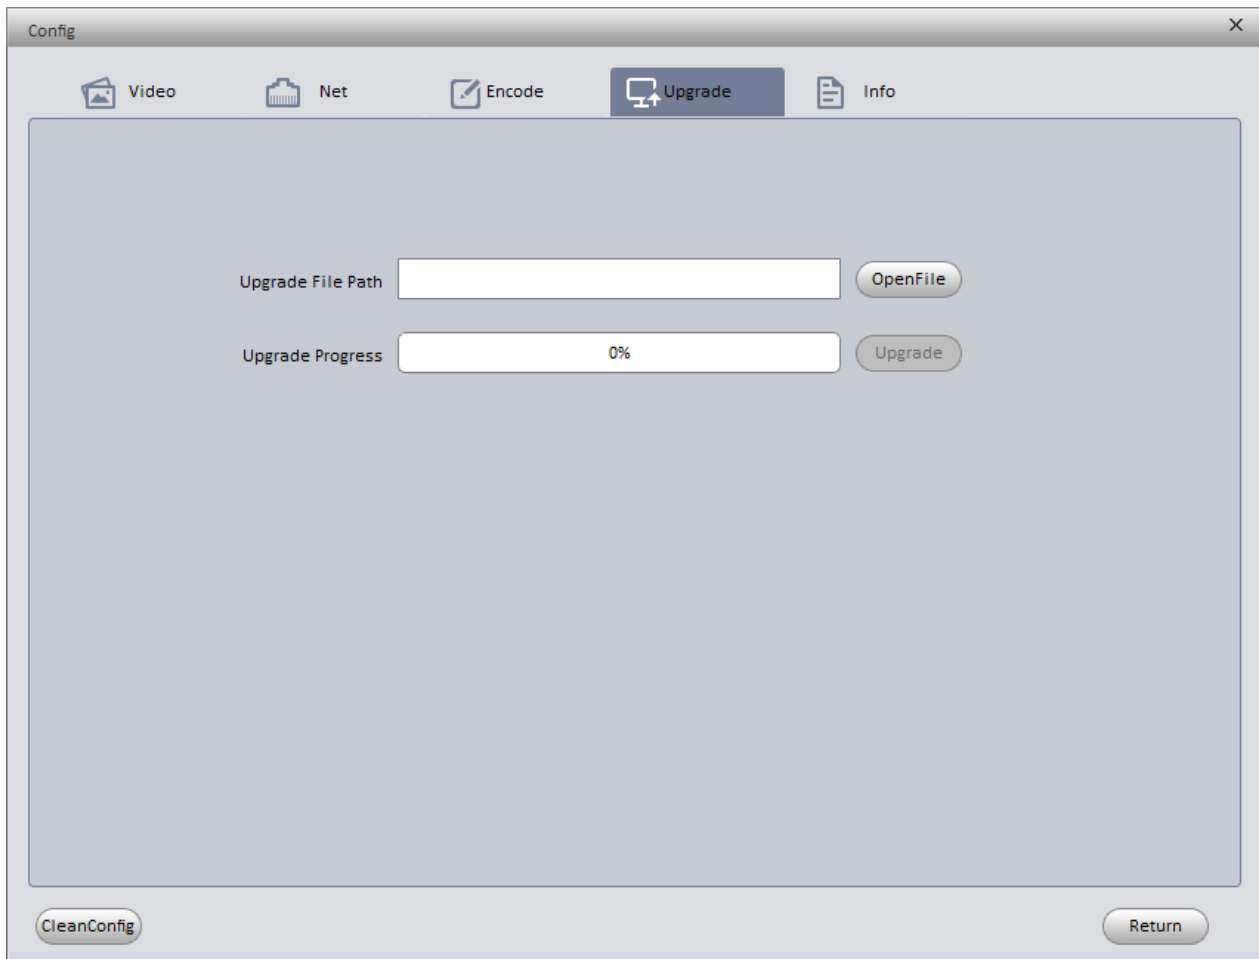 Config
Video Net Encode Upgrade Info
Upgrade File Path OpenFile
Upgrade Progress 0% Upgrade
CleanConfig Return